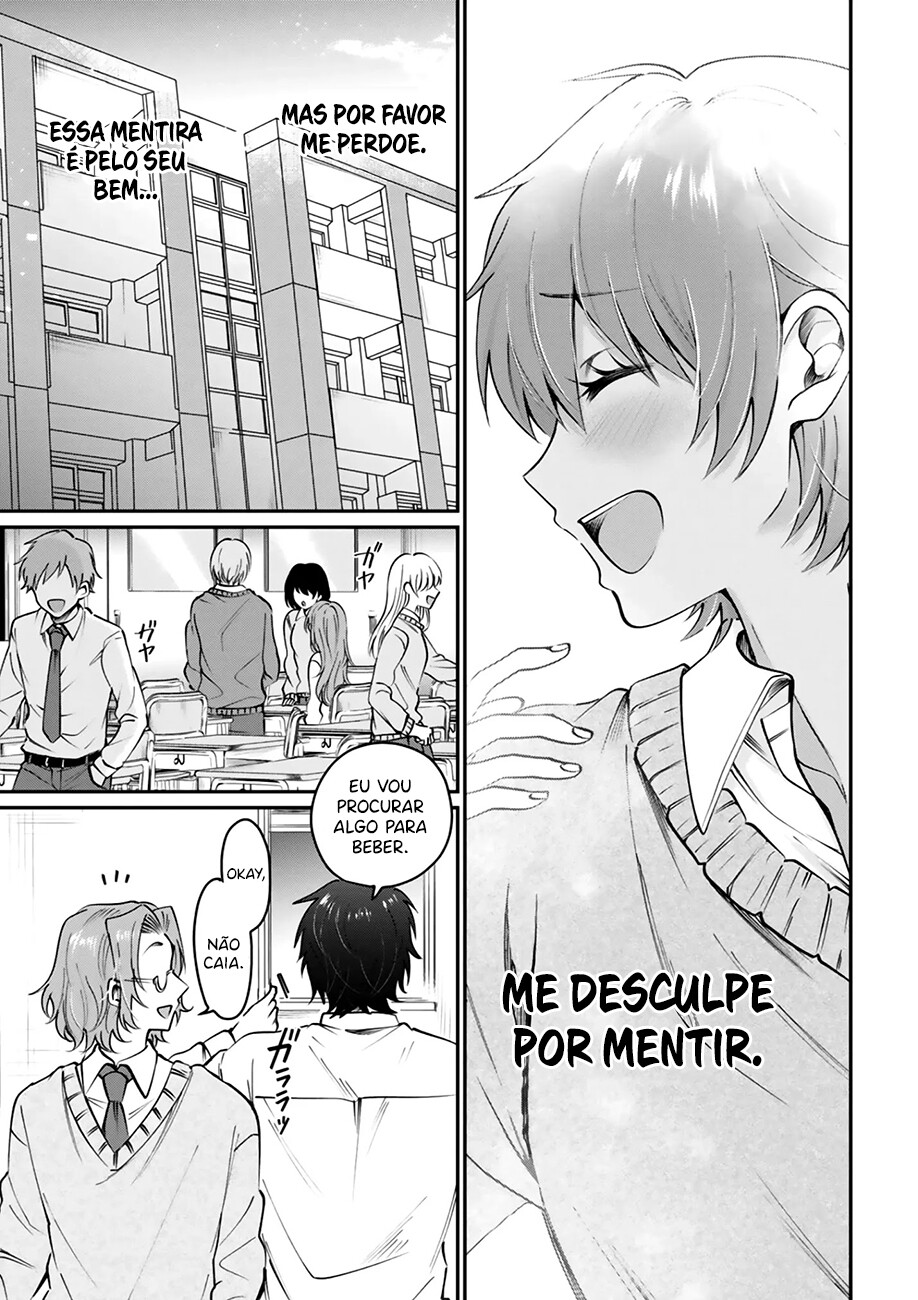 ME DESCULPE
POR MENTIR.
MAS POR FAVOR
ME PERDOE.
ESSA MENTIRA
É PELO SEU
BEM...
ガヤ
ガヤ
EU VOU
PROCURAR
ALGO PARA
BEBER.
OKAY,
NÃO
CAIA.
ガラララッ